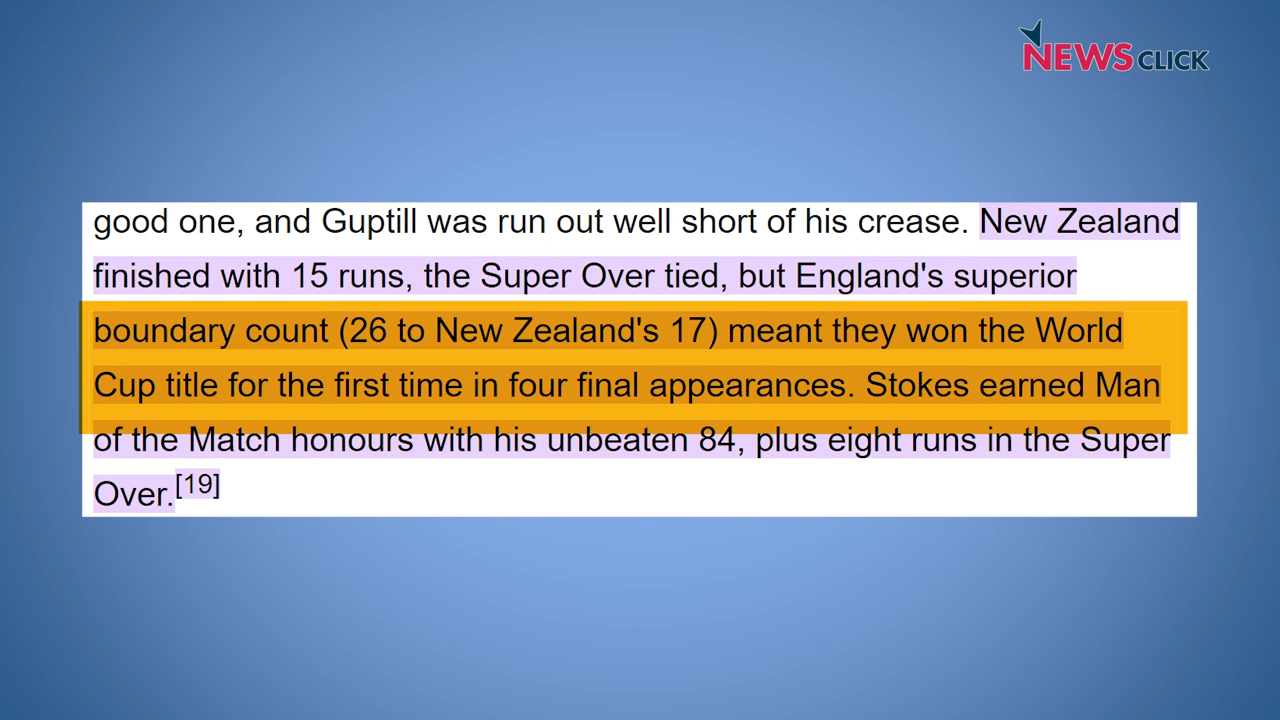 NEWS CLICK
good one, and Guptill was run out well short of his crease. New Zealand
finished with 15 runs, the Super Over tied, but England's superior
boundary count (26 to New Zealand's 17) meant they won the World
Cup title for the first time in four final appearances. Stokes earned Man
of the Match honours with his unbeaten 84, plus eight runs in the Super
Over.[19]